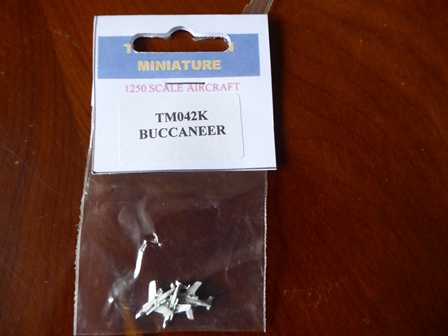 MINIATURE
1250 SCALE AIRCRAFT
TM042K
BUCCANEER